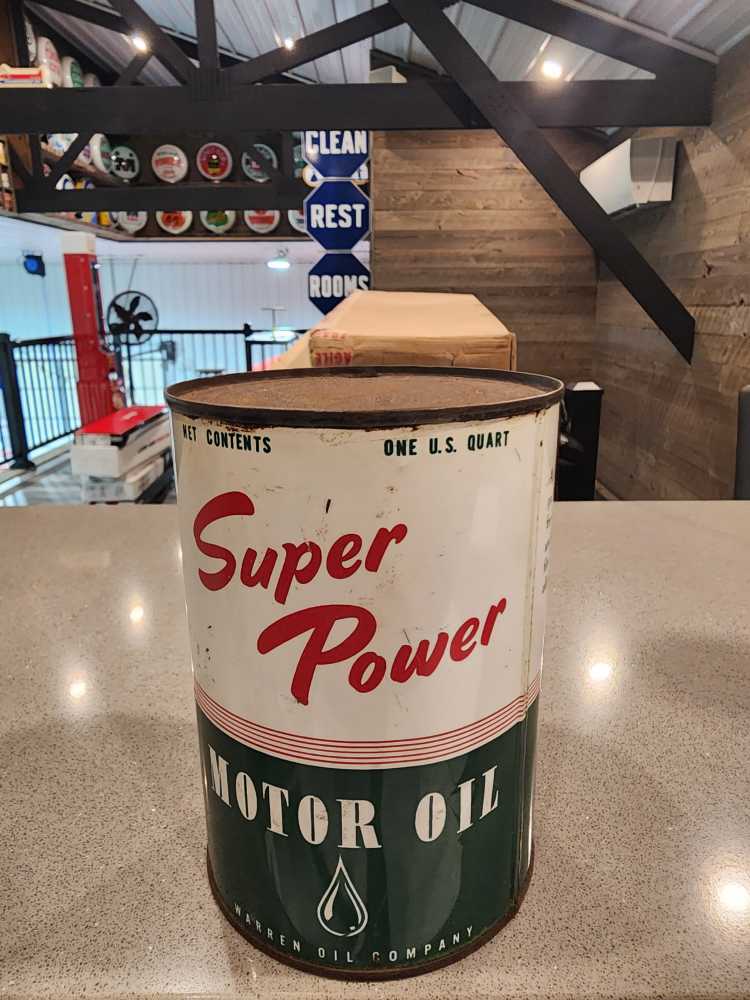 CLEAN
REST
ROOMS
NET CONTENTS
ONE U.S. QUART
Super
Power
MOTOR OIL
WARREN OIL COMPANY